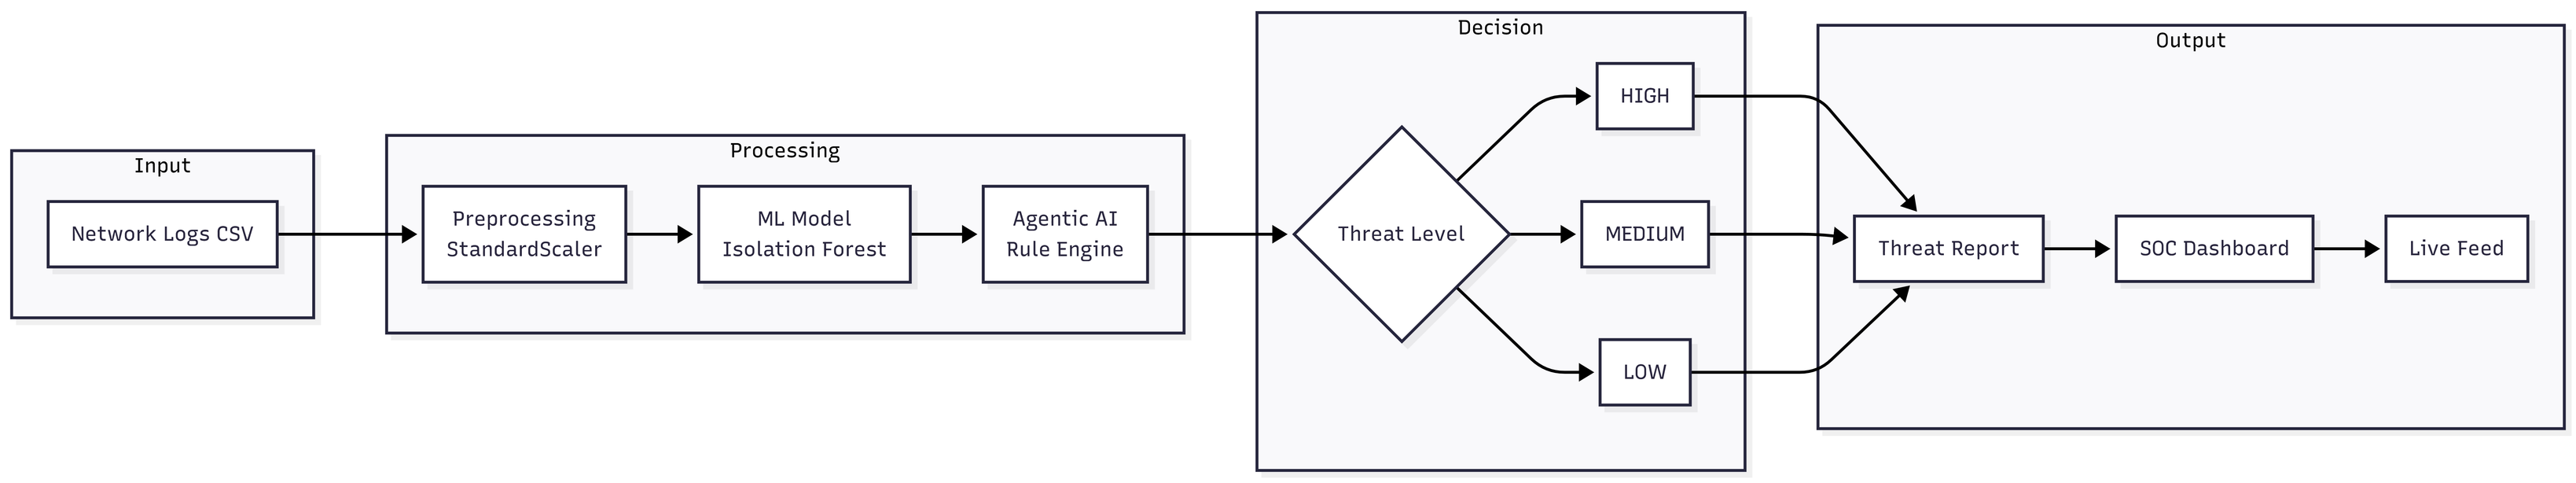 Input
Network Logs CSV
Processing
Preprocessing
StandardScaler
ML Model
Isolation Forest
Agentic AI
Rule Engine
Decision
Threat Level
HIGH
MEDIUM
LOW
Output
Threat Report
SOC Dashboard
Live Feed